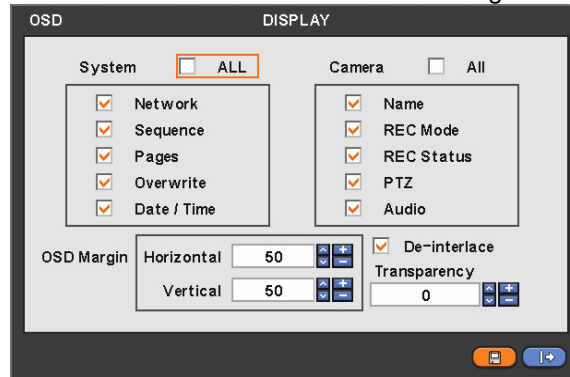 OSD DISPLAY
System ALL Camera All
Network Name
Sequence REC Mode
Pages REC Status
Overwrite PTZ
Date / Time Audio
OSD Margin Horizontal 50 De-interlace
Transparency
Vertical 50 0